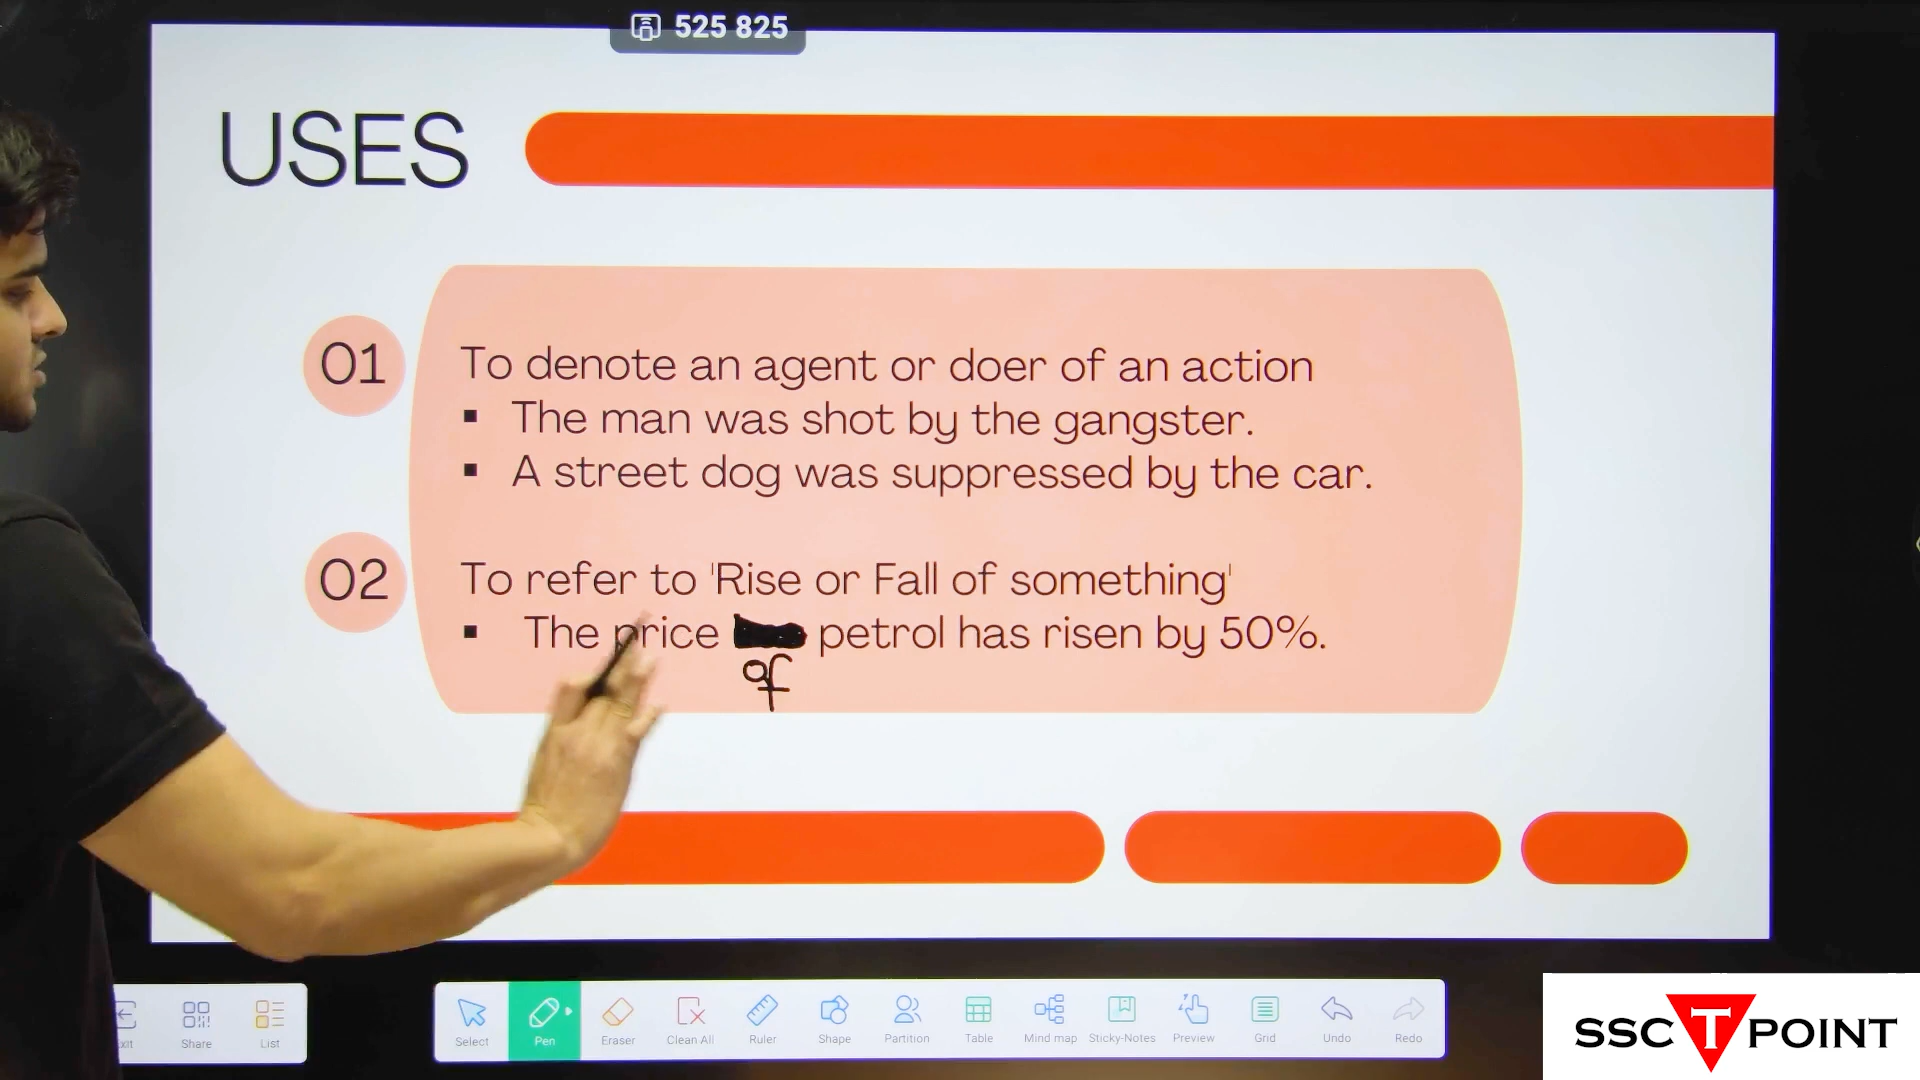 525 825
USES
01
To denote an agent or doer of an action
▪ The man was shot by the gangster.
▪ A street dog was suppressed by the car.
02
To refer to 'Rise or Fall of something'
▪ The price petrol has risen by 50%.
of
Share
List
Select
Pen
Eraser
Clean All
Ruler
Shape
Partition
Table
Mind map
Sticky-Notes
Preview
Grid
Undo
Redo
SSC T POINT